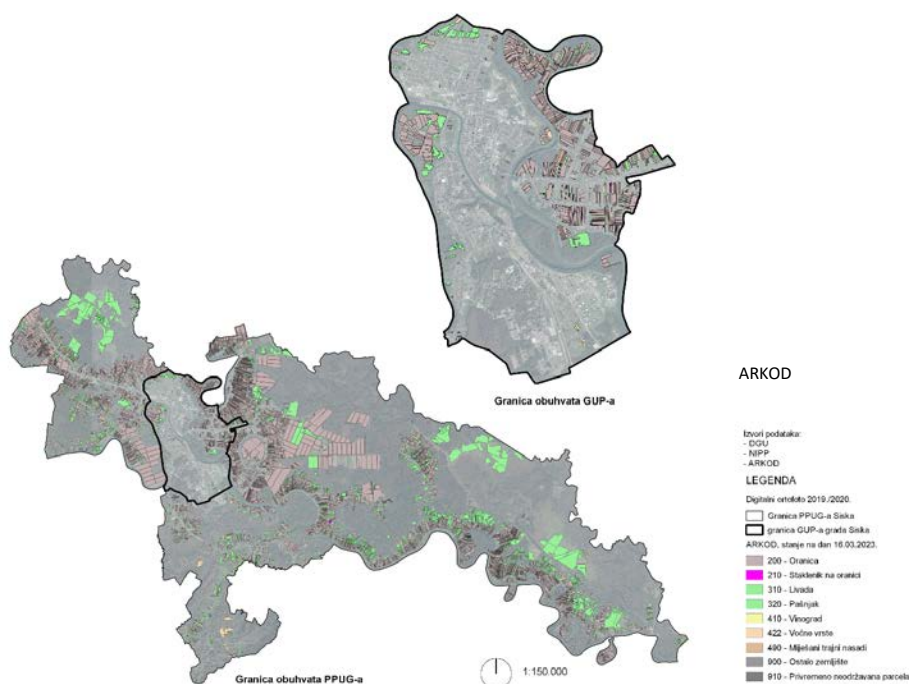 Granica obuhvata GUP-a
ARKOD
Izvori podataka:
- DGU
- NIPP
- ARKOD
LEGENDA
Digitalni ortofoto 2019./2020.
Granica PPUG-a Siska
granica GUP-a grada Siska
ARKOD, stanje na dan 16.03.2023.
200 - Oranica
210 - Staklenik na oranici
310 - Livada
320 - Pašnjak
410 - Vinograd
422 - Voćne vrste
490 - Miješani trajni nasadi
900 - Ostalo zemljište
910 - Privremeno neodržavana parcela
Granica obuhvata PPUG-a
1:150.000